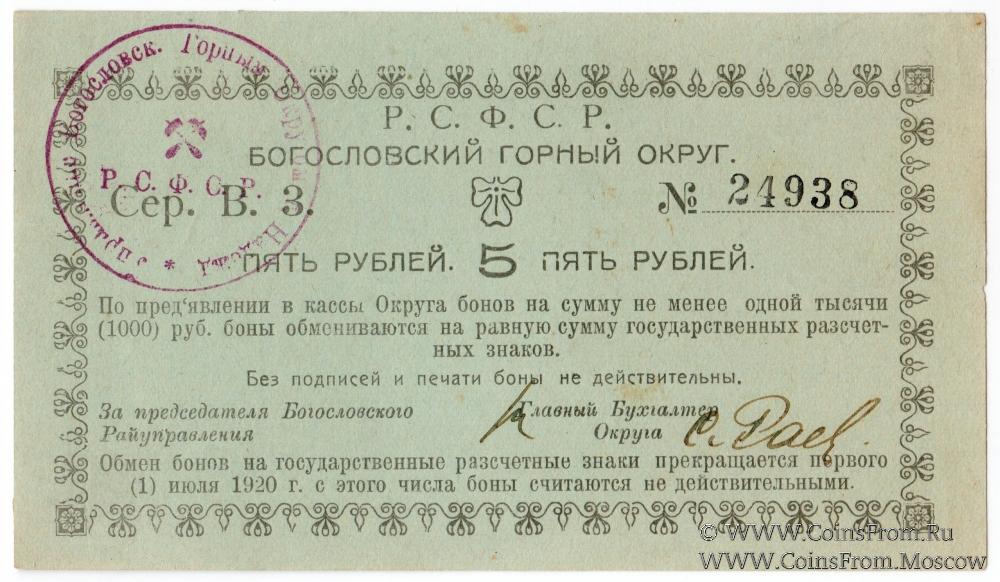 Богословск. Горным
Р. С. Ф. С. Р.
Р. С. Ф. С. Р.
БОГОСЛОВСКИЙ ГОРНЫЙ ОКРУГ.
Сер. В. 3.
№ 24938
ПЯТЬ РУБЛЕЙ. 5 ПЯТЬ РУБЛЕЙ.
По пред'явлении в кассы Округа бонов на сумму не менее одной тысячи
(1000) руб. боны обмениваются на равную сумму государственных разсчет-
ных знаков.
Без подписей и печати боны не действительны.
За председателя Богословского
Райуправления
Главный Бухгалтер
Округа
Обмен бонов на государственные разсчетные знаки прекращается первого
(1) июля 1920 г. с этого числа боны считаются не действительными.
© WWW.CoinsFrom.Ru
WWW.CoinsFrom.Moscow